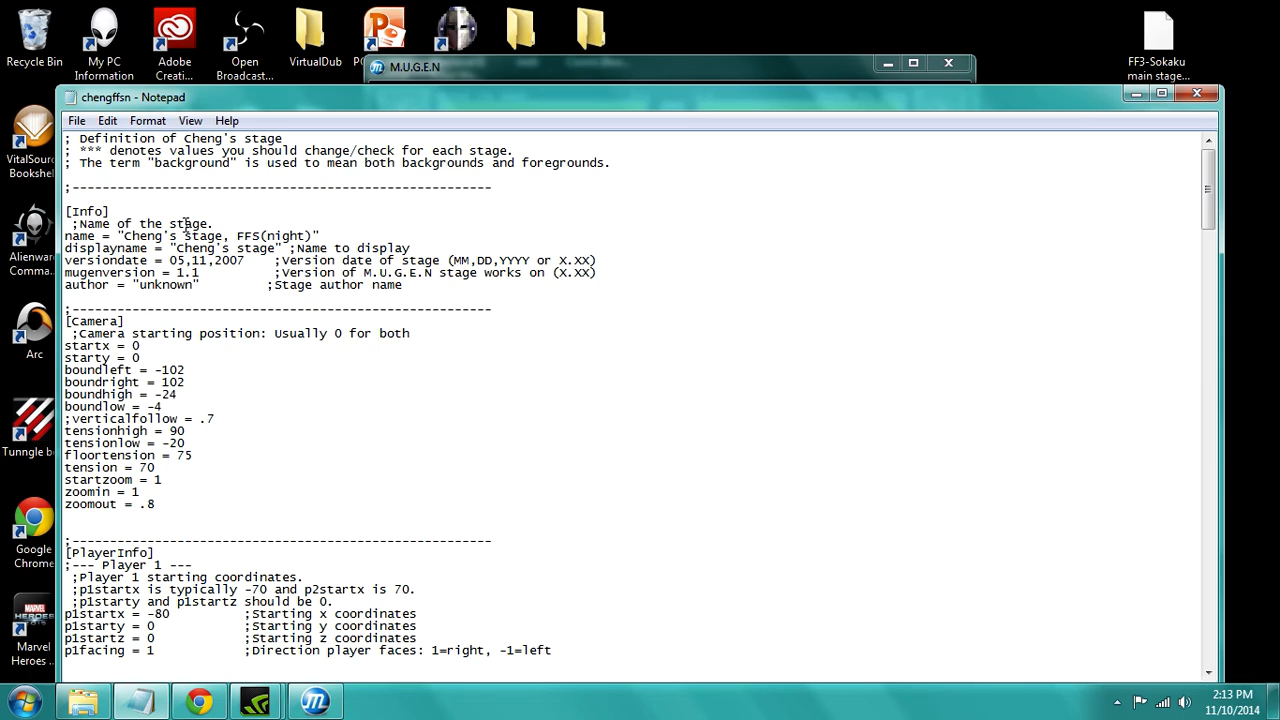 Recycle Bin
My PC Information
Adobe Creati...
Open Broadcast...
VirtualDub
FF3-Sokaku main stage...
M.U.G.E.N
chengffsn - Notepad
File Edit Format View Help
; Definition of Cheng's stage
; *** denotes values you should change/check for each stage.
; The term "background" is used to mean both backgrounds and foregrounds.
;--------------------------------------------------------
[Info]
;Name of the stage.
name = "Cheng's stage, FFS(night)"
displayname = "Cheng's stage" ;Name to display
versiondate = 05,11,2007 ;Version date of stage (MM,DD,YYYY or X.XX)
mugenversion = 1.1 ;Version of M.U.G.E.N stage works on (X.XX)
author = "unknown" ;Stage author name
;--------------------------------------------------------
[Camera]
;Camera starting position: Usually 0 for both
startx = 0
starty = 0
boundleft = -102
boundright = 102
boundhigh = -24
boundlow = -4
;verticalfollow = .7
tensionhigh = 90
tensionlow = -20
floortension = 75
tension = 70
startzoom = 1
zoomin = 1
zoomout = .8
;--------------------------------------------------------
[PlayerInfo]
;--- Player 1 ---
;Player 1 starting coordinates.
;p1startx is typically -70 and p2startx is 70.
;p1starty and p1startz should be 0.
p1startx = -80 ;Starting x coordinates
p1starty = 0 ;Starting y coordinates
p1startz = 0 ;Starting z coordinates
p1facing = 1 ;Direction player faces: 1=right, -1=left
VitalSource Bookshel
Alienware Comma...
Arc
Tunngle b
Google Chrome
Marvel Heroes ...
2:13 PM
11/10/2014